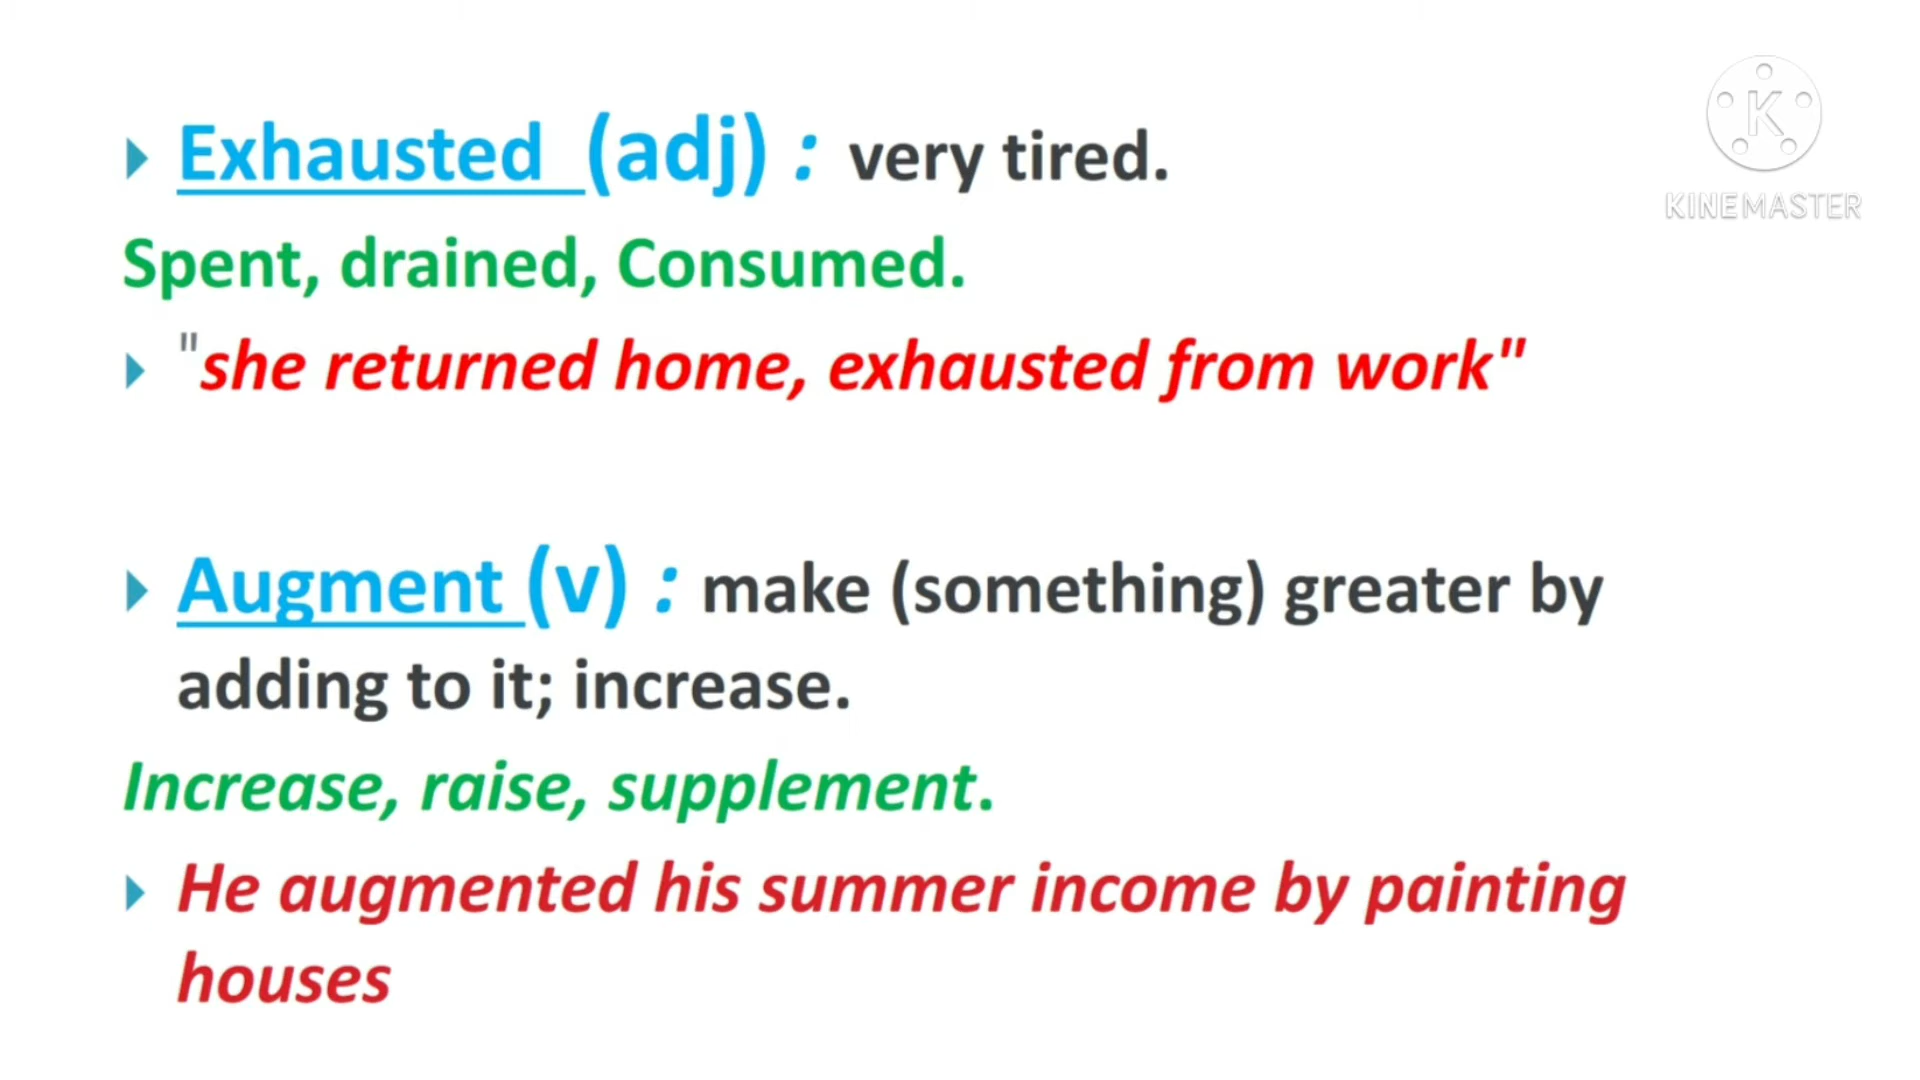 Exhausted (adj) : very tired.
K
KINEMASTER
Spent, drained, Consumed.
"she returned home, exhausted from work"
Augment (v) : make (something) greater by
adding to it; increase.
Increase, raise, supplement.
He augmented his summer income by painting
houses